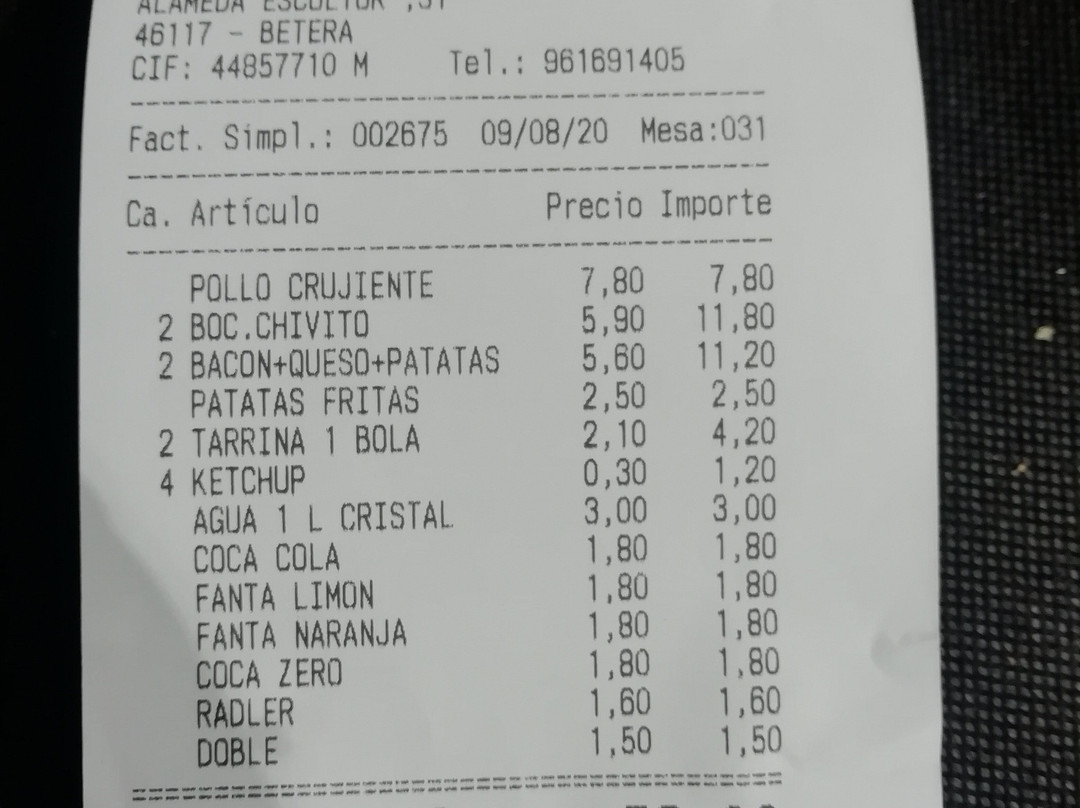 ALAMEDA ESCULTOR ,31
46117 - BETERA
CIF: 44857710 M Tel.: 961691405
Fact. Simpl.: 002675 09/08/20 Mesa:031
Ca. Artículo Precio Importe
POLLO CRUJIENTE 7,80 7,80
2 BOC.CHIVITO 5,90 11,80
2 BACON+QUESO+PATATAS 5,60 11,20
PATATAS FRITAS 2,50 2,50
2 TARRINA 1 BOLA 2,10 4,20
4 KETCHUP 0,30 1,20
AGUA 1 L CRISTAL 3,00 3,00
COCA COLA 1,80 1,80
FANTA LIMON 1,80 1,80
FANTA NARANJA 1,80 1,80
COCA ZERO 1,80 1,80
RADLER 1,60 1,60
DOBLE 1,50 1,50